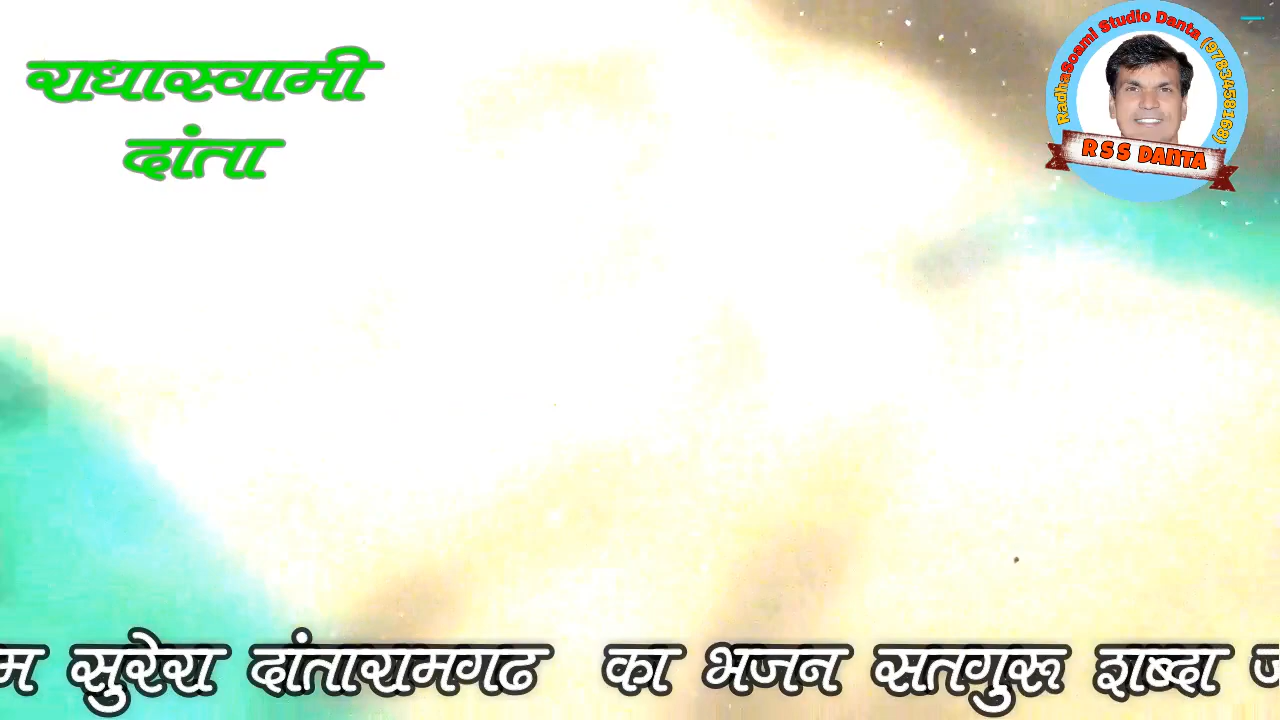 राधास्वामी
दांता
RadhaSoami Studio Danta (9783458168)
RSS DANTA
सुरेरा दांतारामगढ का भजन सतगुरू शब्दा